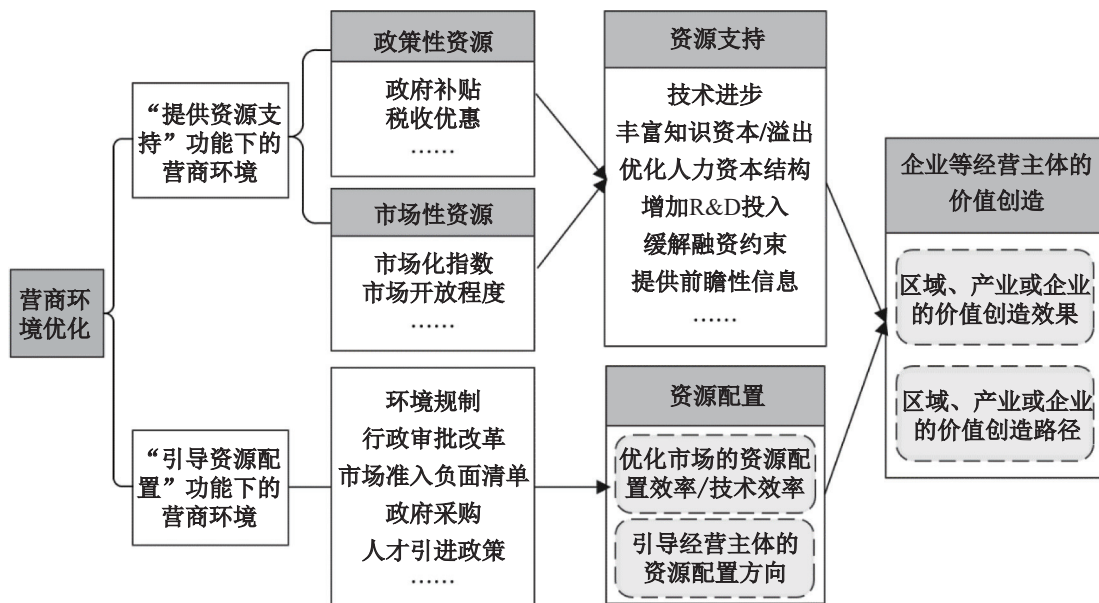 营商环
境优化
“提供资源支
持”功能下的
营商环境
政策性资源
政府补贴
税收优惠
……
市场性资源
市场化指数
市场开放程度
……
资源支持
技术进步
丰富知识资本/溢出
优化人力资本结构
增加R&D投入
缓解融资约束
提供前瞻性信息
……
“引导资源配
置”功能下的
营商环境
环境规制
行政审批改革
市场准入负面清单
政府采购
人才引进政策
……
资源配置
优化市场的资源配
置效率/技术效率
引导经营主体的
资源配置方向
企业等经营主体的
价值创造
区域、产业或企业
的价值创造效果
区域、产业或企业
的价值创造路径